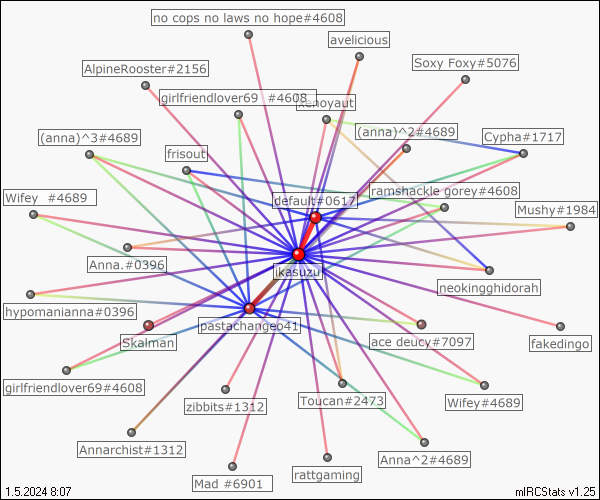 no cops no laws no hope#4608
avelicious
Soxy Foxy#5076
AlpineRooster#2156
girlfriendlover69 #4608
xenoyaut
(anna)^2#4689
(anna)^3#4689
Cypha#1717
frisout
ramshackle gorey#4608
Wifey #4689
default#0617
Mushy#1984
Anna.#0396
ikasuzu
neokingghidorah
hypomanianna#0396
pastachangeo41
Skalman
ace deucy#7097
fakedingo
girlfriendlover69#4608
zibbits#1312
Toucan#2473
Wifey#4689
Annarchist#1312
Anna^2#4689
Mad #6901
rattgaming
1.5.2024 8:07
mIRCStats v1.25